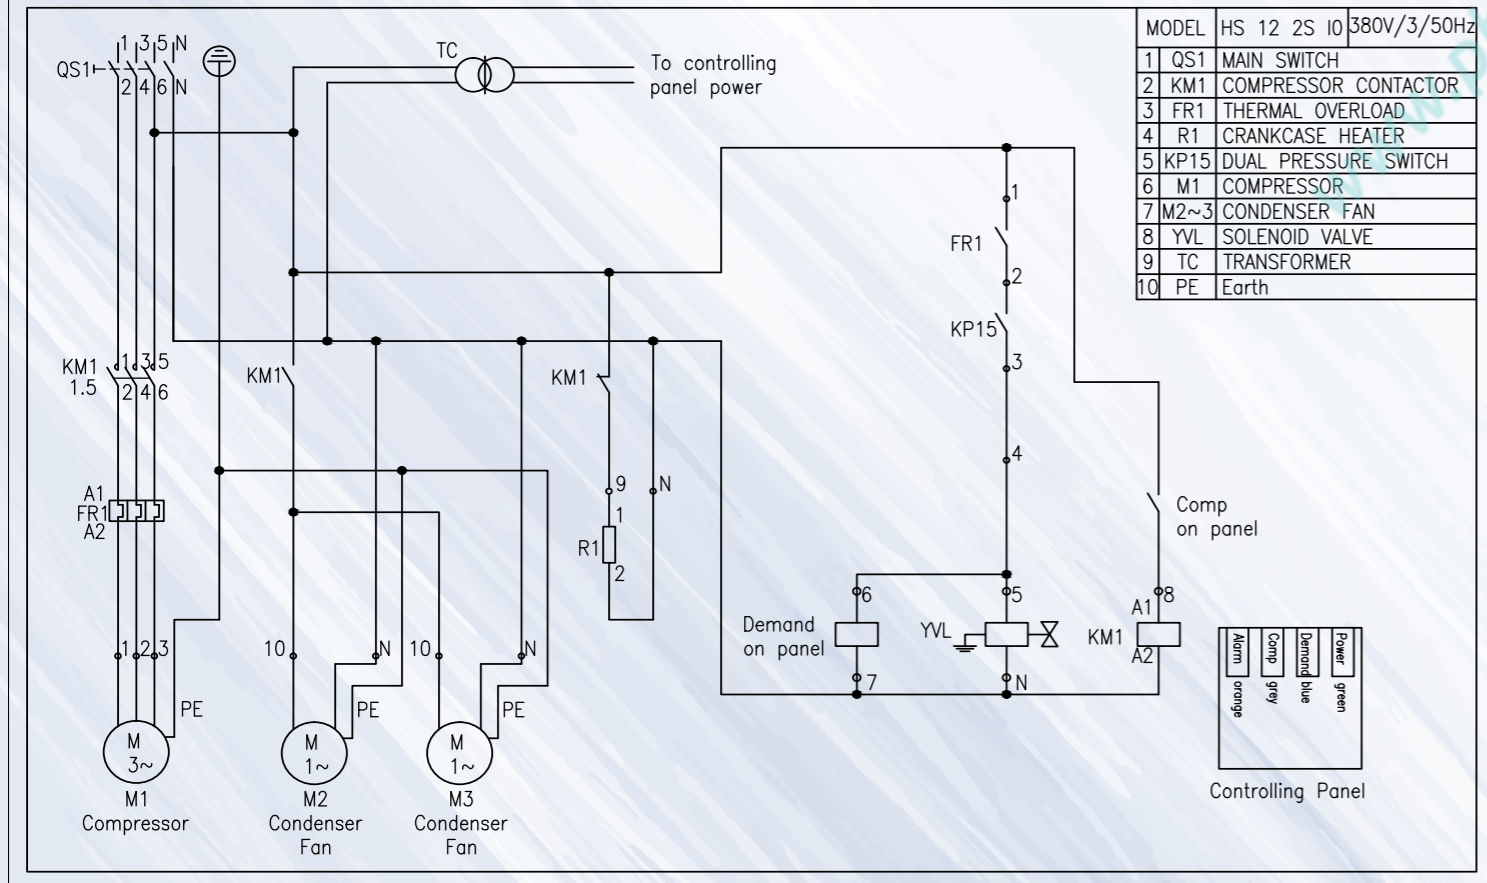 1 3 5 N
QS1
2 4 6 N
TC
To controlling
panel power
MODEL HS 12 2S I0 380V/3/50Hz
1 QS1 MAIN SWITCH
2 KM1 COMPRESSOR CONTACTOR
3 FR1 THERMAL OVERLOAD
4 R1 CRANKCASE HEATER
5 KP15 DUAL PRESSURE SWITCH
6 M1 COMPRESSOR
7 M2~3 CONDENSER FAN
8 YVL SOLENOID VALVE
9 TC TRANSFORMER
10 PE Earth
1
FR1
2
KP15
3
4
KM1 1 3 5
1.5 2 4 6
KM1
KM1
A1
FR1
A2
9 N
1
R1
2
Comp
on panel
6 5 8
A1
Demand
on panel
YVL
KM1
A2
7 N
1 2 3
10 N
10 N
PE
PE
PE
M
3~
M
1~
M
1~
M1
Compressor
M2
Condenser
Fan
M3
Condenser
Fan
Alarm orange
Comp grey
Demand blue
Power green
Controlling Panel
www.p